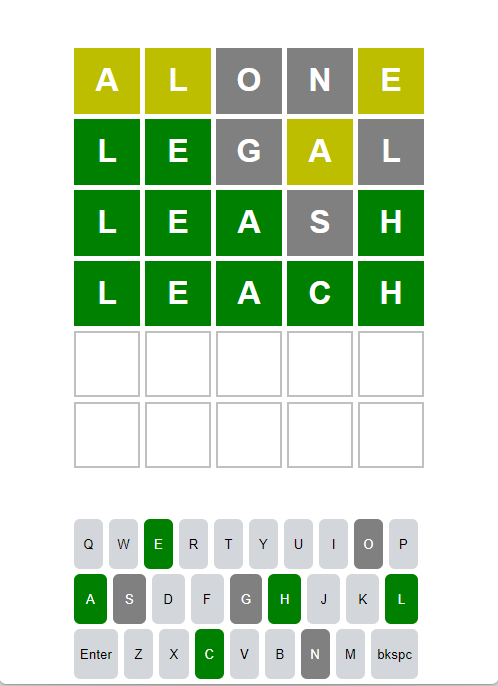 A L O N E
L E G A L
L E A S H
L E A C H
Q W E R T Y U I O P
A S D F G H J K L
Enter Z X C V B N M bkspc